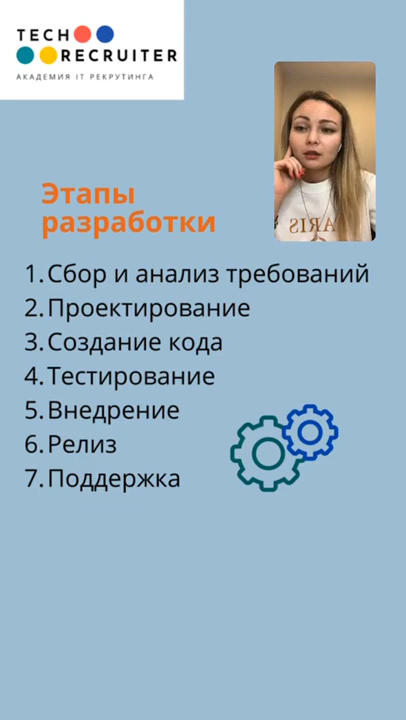 TECH
RECRUITER
АКАДЕМИЯ IT РЕКРУТИНГА
ARIS
Этапы
разработки
1. Сбор и анализ требований
2. Проектирование
3. Создание кода
4. Тестирование
5. Внедрение
6. Релиз
7. Поддержка